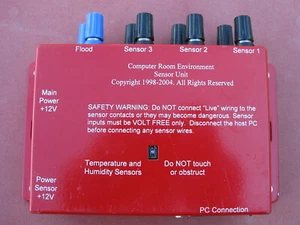 Flood
Sensor 3
Sensor 2
Sensor 1
Computer Room Environment
Sensor Unit
Copyright 1998-2004. All Rights Reserved
Main
Power
+12V
SAFETY WARNING: Do NOT connect "Live" wiring to the
sensor contacts or they may become dangerous. Sensor
inputs must be VOLT FREE only. Disconnect the host PC
before connecting any sensor wires.
Temperature and
Humidity Sensors
Do NOT touch
or obstruct
Power
Sensor
+12V
PC Connection